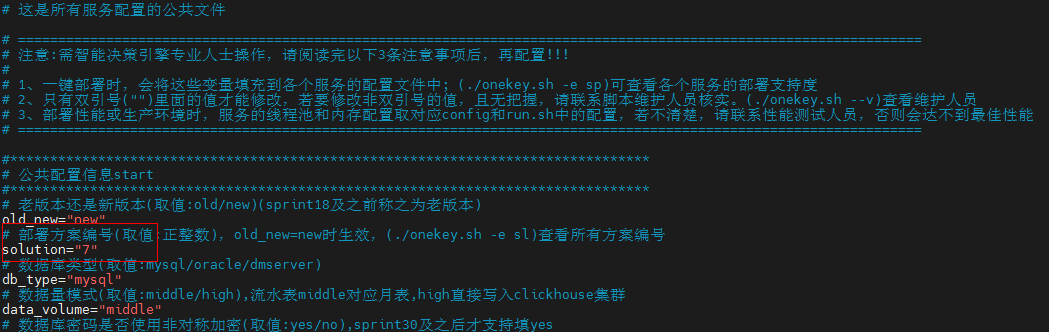 # 这是所有服务配置的公共文件
# ==========================================================================================
# 注意:需智能决策引擎专业人士操作，请阅读完以下3条注意事项后，再配置!!!
#
# 1、一键部署时，会将这些变量填充到各个服务的配置文件中; (./onekey.sh -e sp)可查看各个服务的部署支持度
# 2、只有双引号("")里面的值才能修改，若要修改非双引号的值，且无把握，请联系脚本维护人员核实。(./onekey.sh --v)查看维护人员
# 3、部署性能或生产环境时，服务的线程池和内存配置取对应config和run.sh中的配置，若不清楚，请联系性能测试人员，否则会达不到最佳性能
# ==========================================================================================
#********************************************************************************
# 公共配置信息start
#********************************************************************************
# 老版本还是新版本(取值:old/new)(sprint18及之前称之为老版本)
old_new="new"
# 部署方案编号(取值:正整数)，old_new=new时生效，(./onekey.sh -e sl)查看所有方案编号
solution="7"
# 数据库类型(取值:mysql/oracle/dmserver)
db_type="mysql"
# 数据量模式(取值:middle/high),流水表middle对应月表,high直接写入clickhouse集群
data_volume="middle"
# 数据库密码是否使用非对称加密(取值:yes/no),sprint30及之后才支持填yes